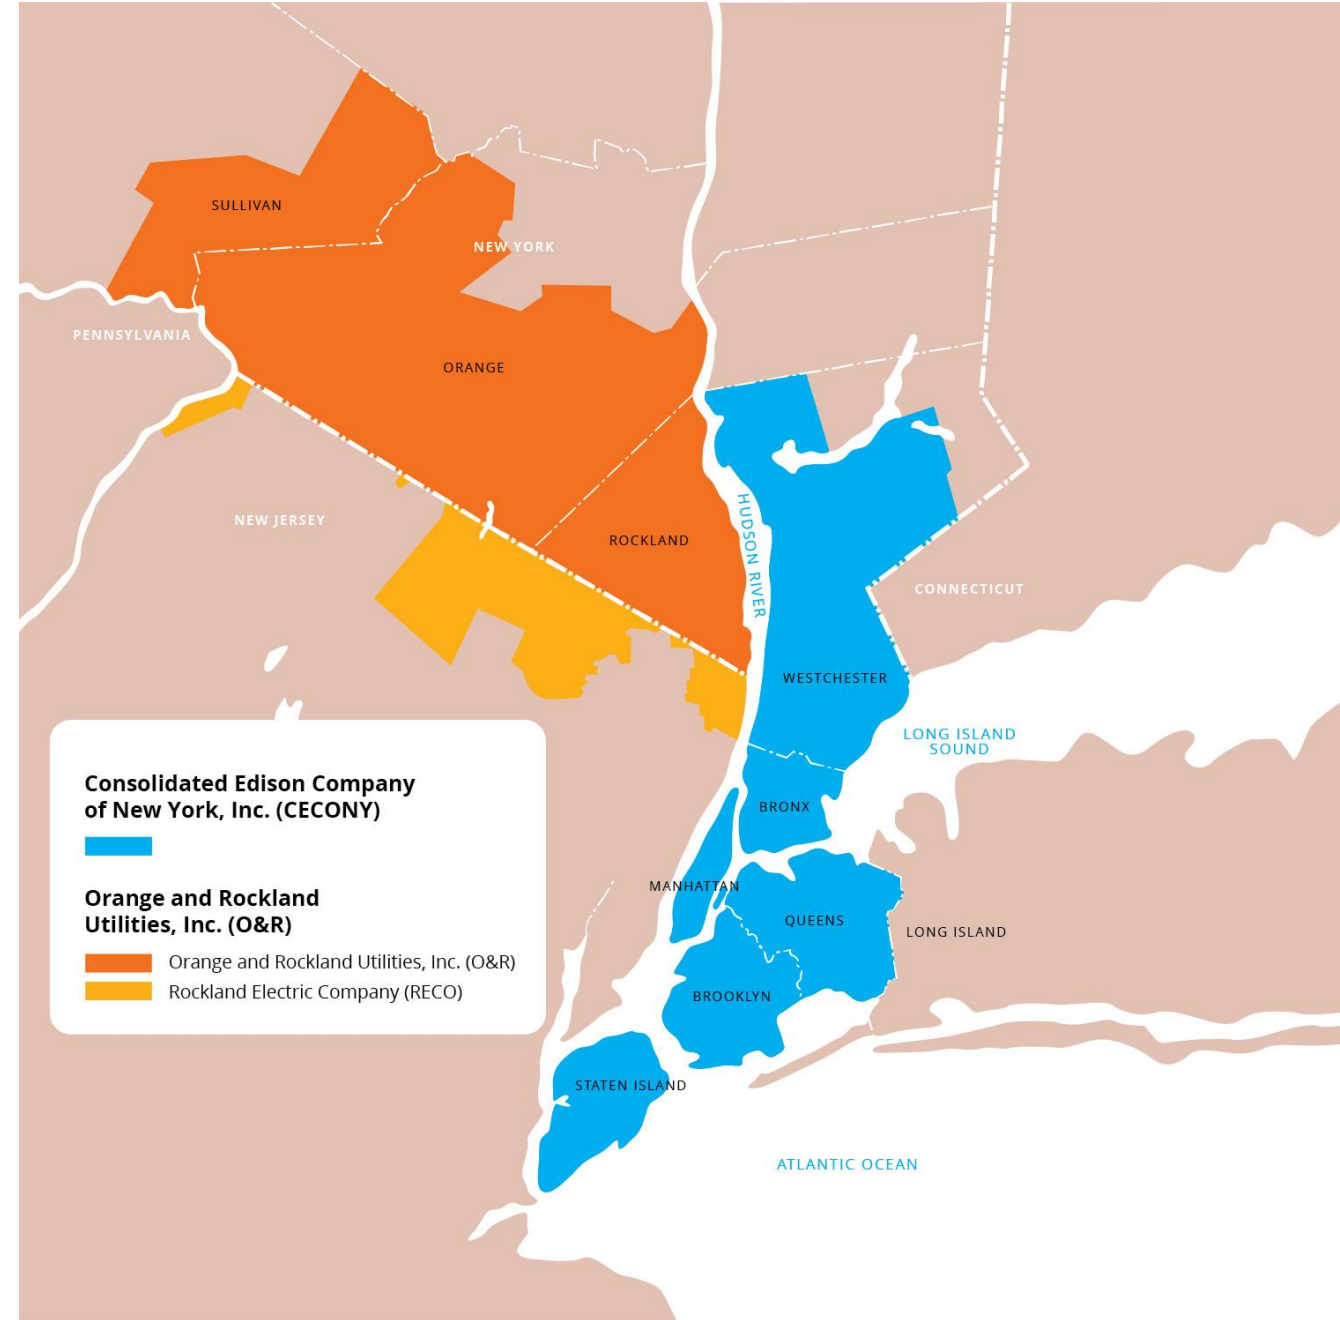 SULLIVAN
NEW YORK
PENNSYLVANIA
ORANGE
NEW JERSEY
ROCKLAND
HUDSON RIVER
CONNECTICUT
WESTCHESTER
LONG ISLAND
SOUND
BRONX
MANHATTAN
QUEENS
LONG ISLAND
BROOKLYN
STATEN ISLAND
ATLANTIC OCEAN
Consolidated Edison Company
of New York, Inc. (CECONY)
Orange and Rockland
Utilities, Inc. (O&R)
Orange and Rockland Utilities, Inc. (O&R)
Rockland Electric Company (RECO)